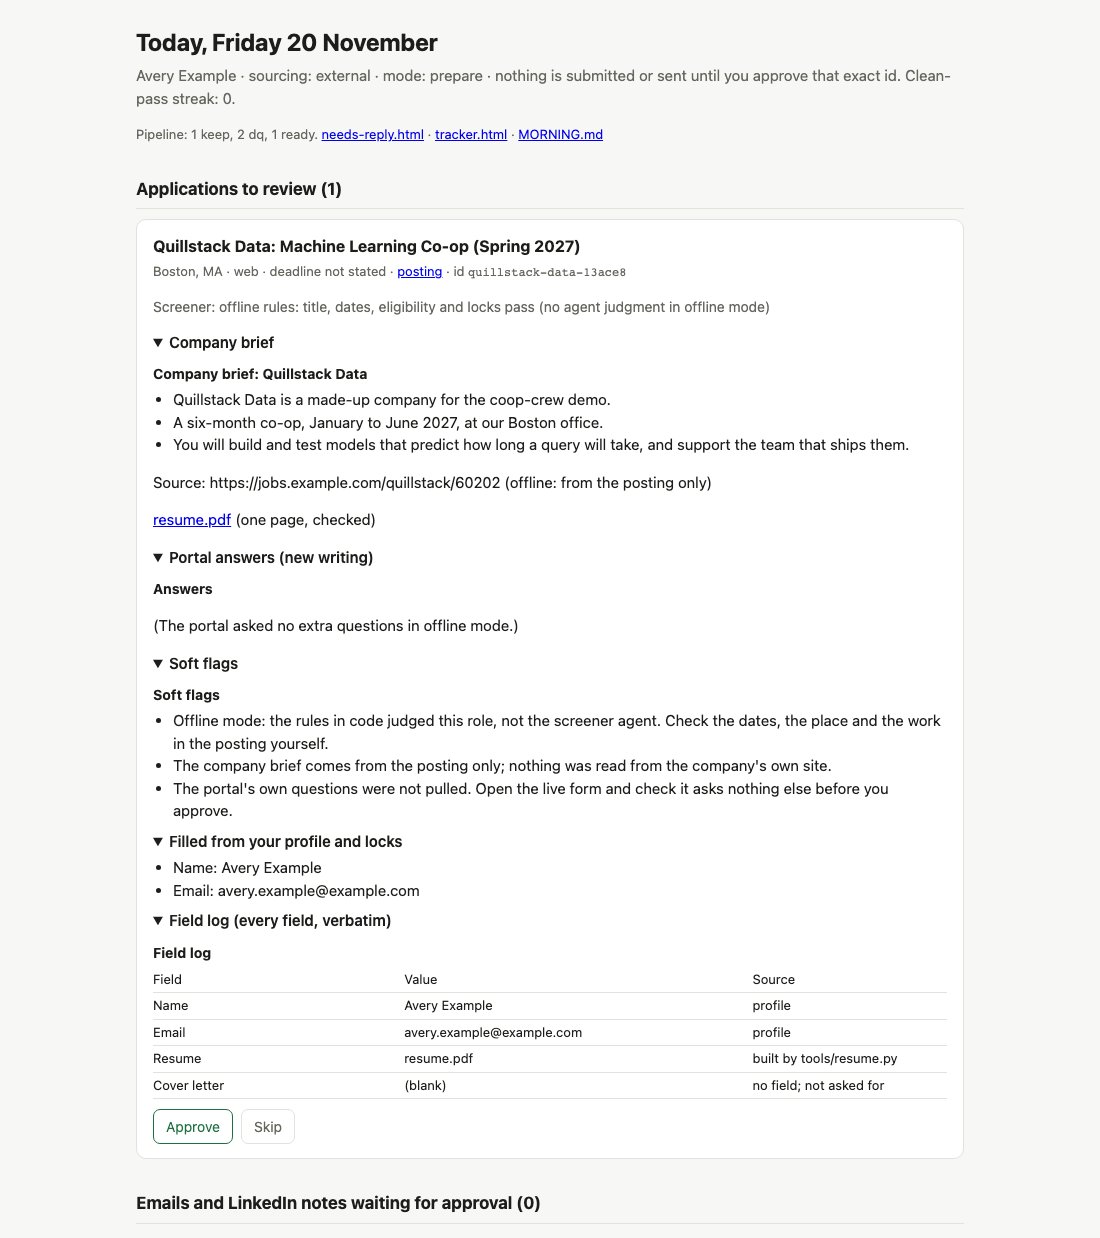 Today, Friday 20 November
Avery Example · sourcing: external · mode: prepare · nothing is submitted or sent until you approve that exact id. Clean-
pass streak: 0.
Pipeline: 1 keep, 2 dq, 1 ready. needs-reply.html · tracker.html · MORNING.md
Applications to review (1)
Quillstack Data: Machine Learning Co-op (Spring 2027)
Boston, MA · web · deadline not stated · posting · id quillstack-data-13ace8
Screener: offline rules: title, dates, eligibility and locks pass (no agent judgment in offline mode)
▼ Company brief
Company brief: Quillstack Data
• Quillstack Data is a made-up company for the coop-crew demo.
• A six-month co-op, January to June 2027, at our Boston office.
• You will build and test models that predict how long a query will take, and support the team that ships them.
Source: https://jobs.example.com/quillstack/60202 (offline: from the posting only)
resume.pdf (one page, checked)
▼ Portal answers (new writing)
Answers
(The portal asked no extra questions in offline mode.)
▼ Soft flags
Soft flags
• Offline mode: the rules in code judged this role, not the screener agent. Check the dates, the place and the work
in the posting yourself.
• The company brief comes from the posting only; nothing was read from the company's own site.
• The portal's own questions were not pulled. Open the live form and check it asks nothing else before you
approve.
▼ Filled from your profile and locks
• Name: Avery Example
• Email: avery.example@example.com
▼ Field log (every field, verbatim)
Field log
Field Value Source
Name Avery Example profile
Email avery.example@example.com profile
Resume resume.pdf built by tools/resume.py
Cover letter (blank) no field; not asked for
Approve Skip
Emails and LinkedIn notes waiting for approval (0)